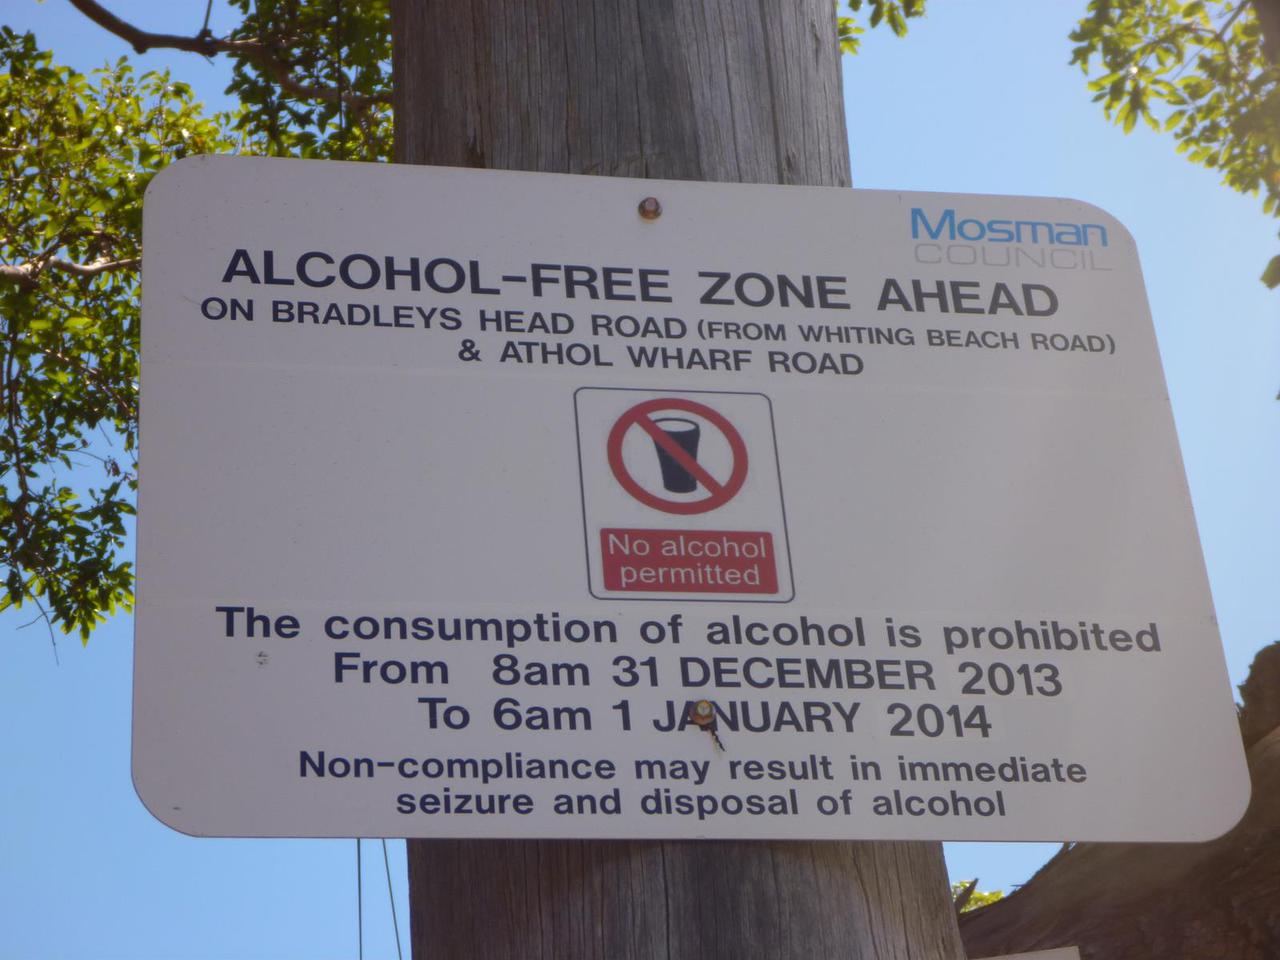 Mosman
COUNCIL
ALCOHOL-FREE ZONE AHEAD
ON BRADLEYS HEAD ROAD (FROM WHITING BEACH ROAD)
& ATHOL WHARF ROAD
No alcohol
permitted
The consumption of alcohol is prohibited
From 8am 31 DECEMBER 2013
To 6am 1 JANUARY 2014
Non-compliance may result in immediate
seizure and disposal of alcohol